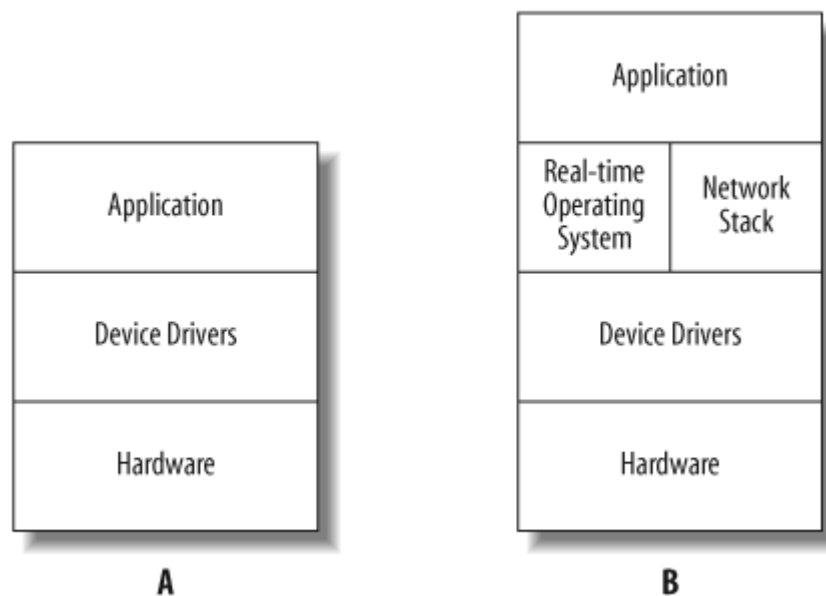 Application
Device Drivers
Hardware
A
Application
Real-time
Operating
System
Network
Stack
Device Drivers
Hardware
B